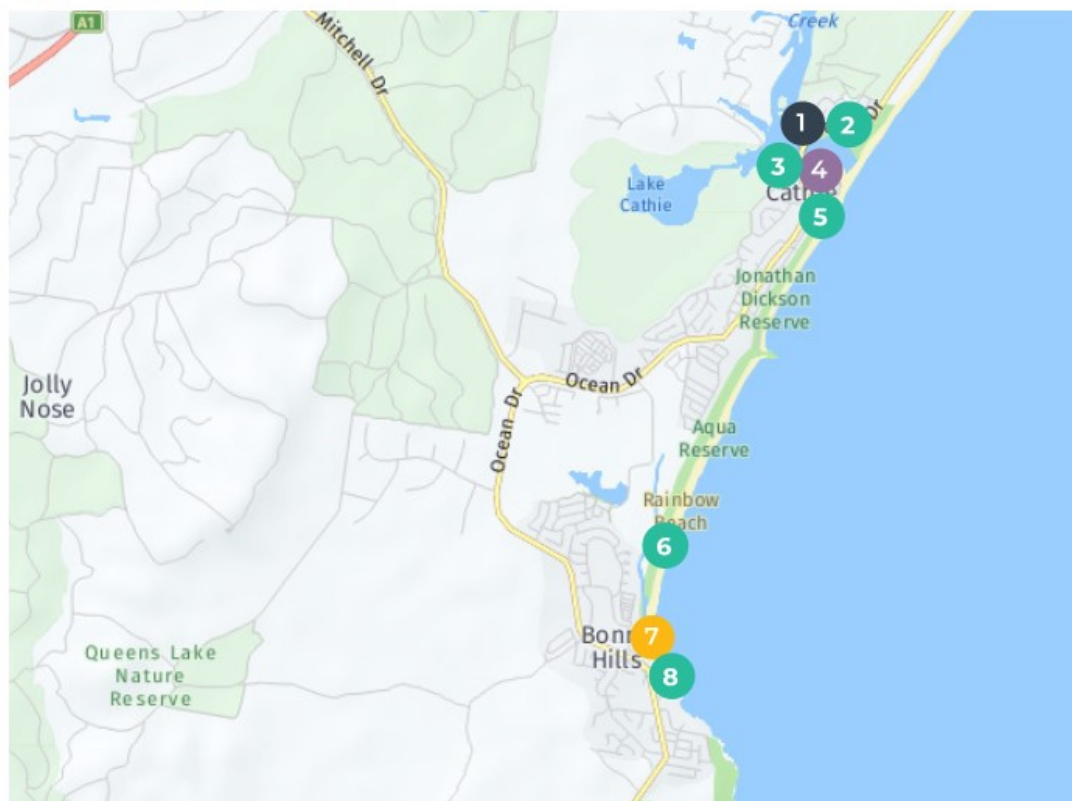 A1
Mitchell Dr
Creek
1
2
Dr
3
4
Lake
Cathie
5
Jonathan
Dickson
Reserve
Jolly
Nose
Ocean Dr
Ocean Dr
Aqua
Reserve
Rainbow
6
7
Hills
8
Queens Lake
Nature
Reserve